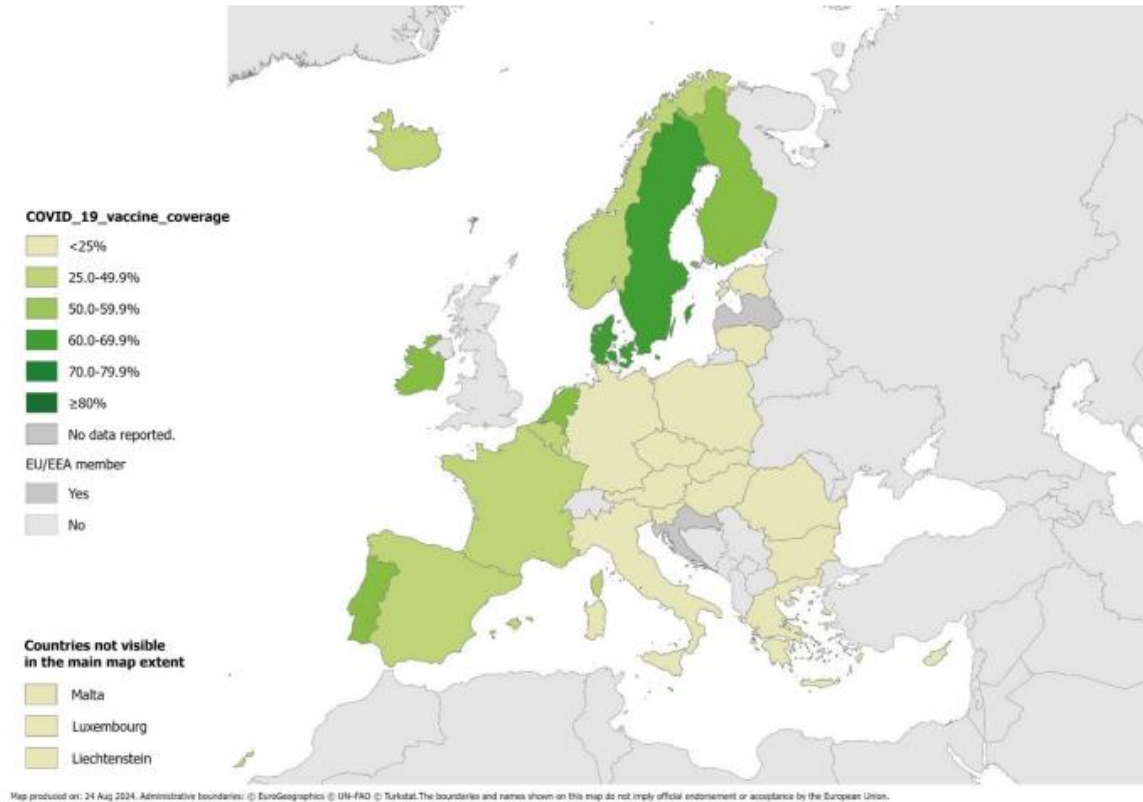 COVID_19_vaccine_coverage
<25%
25.0-49.9%
50.0-59.9%
60.0-69.9%
70.0-79.9%
≥80%
No data reported.
EU/EEA member
Yes
No
Countries not visible
in the main map extent
Malta
Luxembourg
Liechtenstein
Map produced on: 24 Aug 2024. Administrative boundaries: © EuroGeographics © UN-FAO © Turkstat.The boundaries and names shown on this map do not imply official endorsement or acceptance by the European Union.